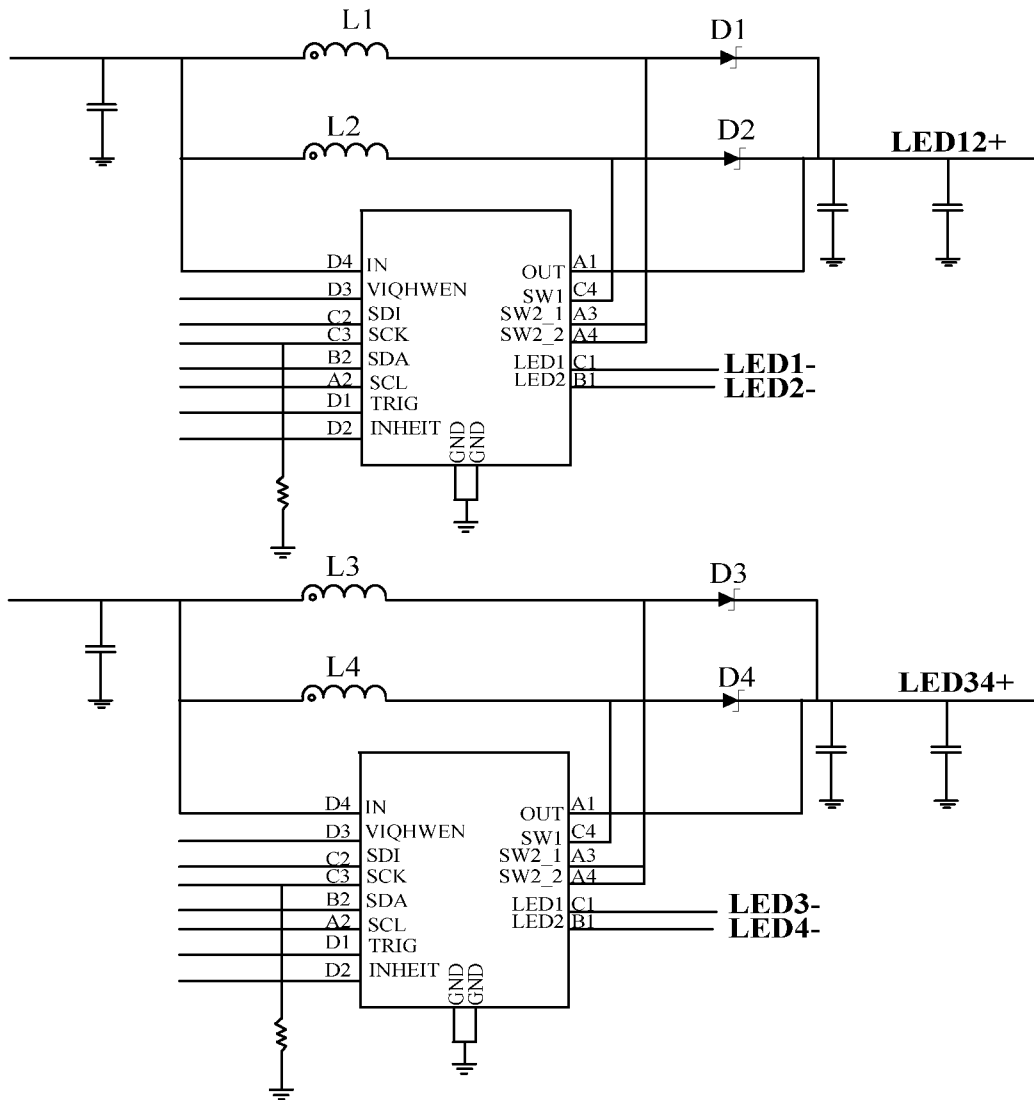 L1
D1
L2
D2
LED12+
D4 IN
OUT A1
D3 VIQHWEN
SW1 C4
C2 SDI
SW2_1 A3
C3 SCK
SW2_2 A4
B2 SDA
LED1 C1 LED1-
A2 SCL
LED2 B1 LED2-
D1 TRIG
D2 INHEIT
GND
GND
L3
D3
L4
D4
LED34+
D4 IN
OUT A1
D3 VIQHWEN
SW1 C4
C2 SDI
SW2_1 A3
C3 SCK
SW2_2 A4
B2 SDA
LED1 C1 LED3-
A2 SCL
LED2 B1 LED4-
D1 TRIG
D2 INHEIT
GND
GND